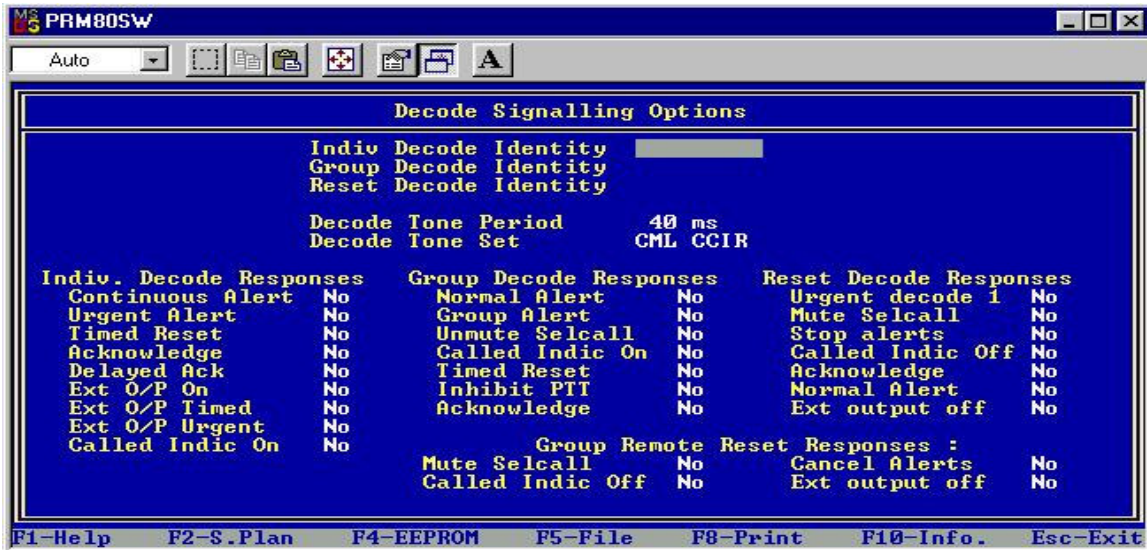 PRM80SW
Auto
A
Decode Signalling Options
Indiv Decode Identity
Group Decode Identity
Reset Decode Identity
Decode Tone Period 40 ms
Decode Tone Set CML CCIR
Indiv. Decode Responses Group Decode Responses Reset Decode Responses
Continuous Alert No Normal Alert No Urgent decode 1 No
Urgent Alert No Group Alert No Mute Selcall No
Timed Reset No Unmute Selcall No Stop alerts No
Acknowledge No Called Indic On No Called Indic Off No
Delayed Ack No Timed Reset No Acknowledge No
Ext O/P On No Inhibit PTT No Normal Alert No
Ext O/P Timed No Acknowledge No Ext output off No
Ext O/P Urgent No
Called Indic On No Group Remote Reset Responses :
Mute Selcall No Cancel Alerts No
Called Indic Off No Ext output off No
F1-Help F2-S.Plan F4-EEPROM F5-File F8-Print F10-Info. Esc-Exit